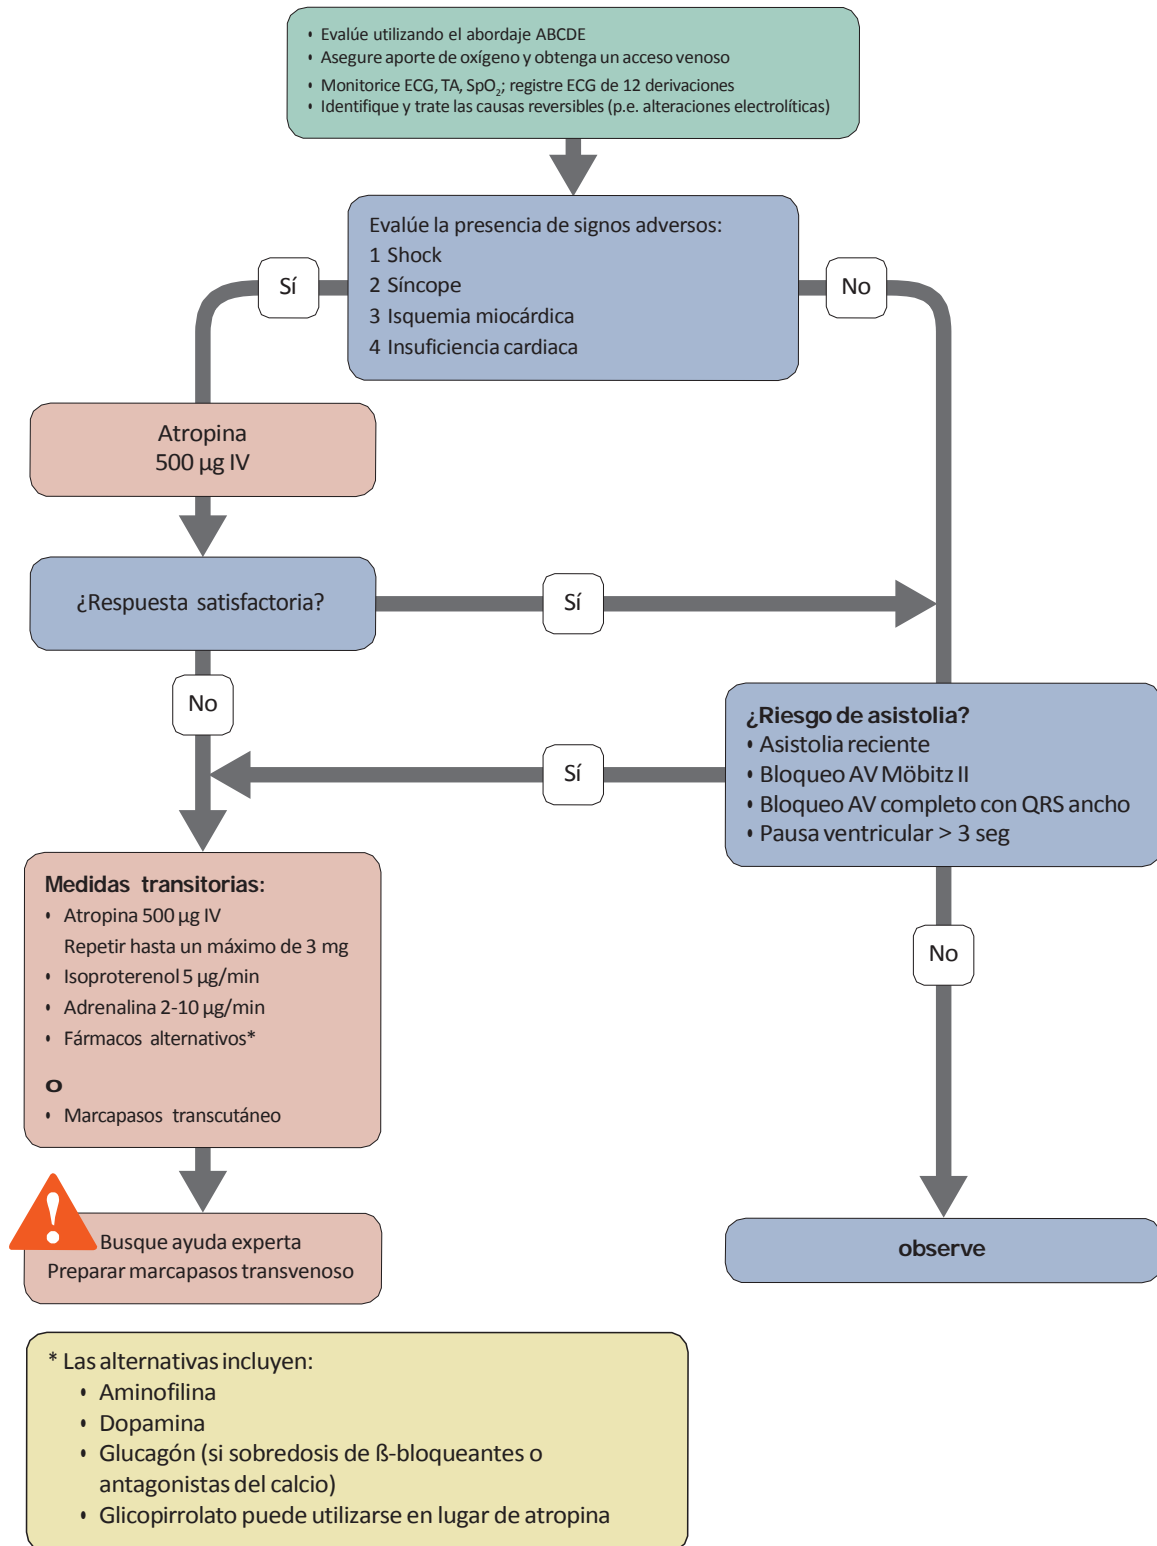 • Evalúe utilizando el abordaje ABCDE
• Asegure aporte de oxígeno y obtenga un acceso venoso
• Monitorice ECG, TA, SpO2; registre ECG de 12 derivaciones
• Identifique y trate las causas reversibles (p.e. alteraciones electrolíticas)
Evalúe la presencia de signos adversos:
1 Shock
2 Síncope
3 Isquemia miocárdica
4 Insuficiencia cardiaca
Sí
No
Atropina
500 µg IV
¿Respuesta satisfactoria?
Sí
No
¿Riesgo de asistolia?
• Asistolia reciente
• Bloqueo AV Möbitz II
• Bloqueo AV completo con QRS ancho
• Pausa ventricular > 3 seg
Sí
No
Medidas transitorias:
• Atropina 500 µg IV
Repetir hasta un máximo de 3 mg
• Isoproterenol 5 µg/min
• Adrenalina 2-10 µg/min
• Fármacos alternativos*
O
• Marcapasos transcutáneo
!
Busque ayuda experta
Preparar marcapasos transvenoso
observe
* Las alternativas incluyen:
• Aminofilina
• Dopamina
• Glucagón (si sobredosis de ß-bloqueantes o
antagonistas del calcio)
• Glicopirrolato puede utilizarse en lugar de atropina